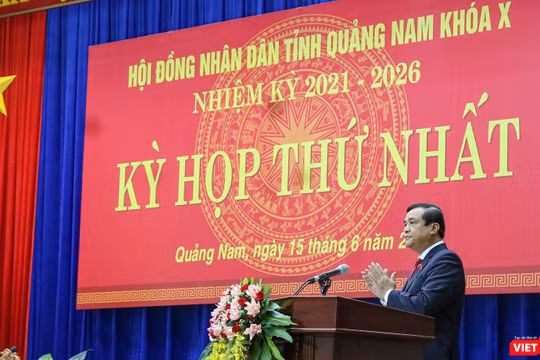 HỘI ĐỒNG NHÂN DÂN TỈNH QUẢNG NAM KHÓA X
NHIỆM KỲ 2021 - 2026
KỲ HỌP THỨ NHẤT
Quảng Nam, ngày 15 tháng 6 năm 2
VIET